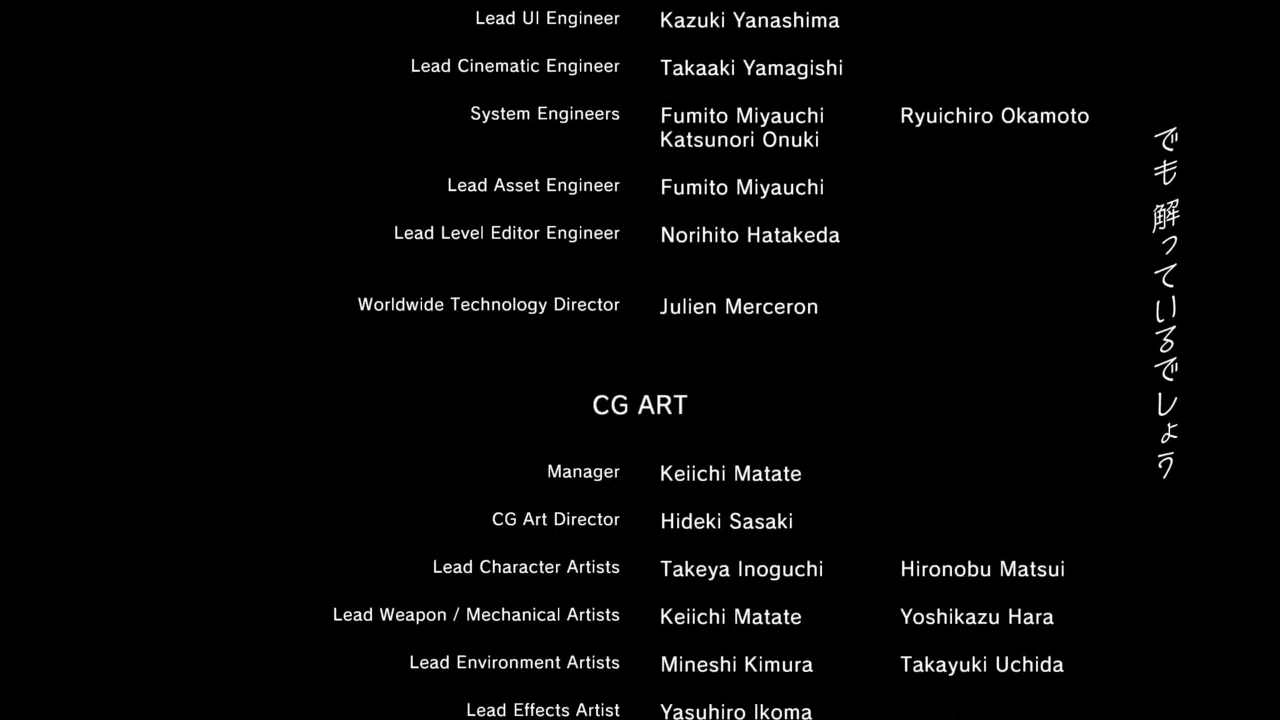 Lead UI Engineer Kazuki Yanashima
Lead Cinematic Engineer Takaaki Yamagishi
System Engineers Fumito Miyauchi Ryuichiro Okamoto
Katsunori Onuki
Lead Asset Engineer Fumito Miyauchi
Lead Level Editor Engineer Norihito Hatakeda
Worldwide Technology Director Julien Merceron
CG ART
Manager Keiichi Matate
CG Art Director Hideki Sasaki
Lead Character Artists Takeya Inoguchi Hironobu Matsui
Lead Weapon / Mechanical Artists Keiichi Matate Yoshikazu Hara
Lead Environment Artists Mineshi Kimura Takayuki Uchida
Lead Effects Artist Yasuhiro Ikoma
でも 解っているでしょう